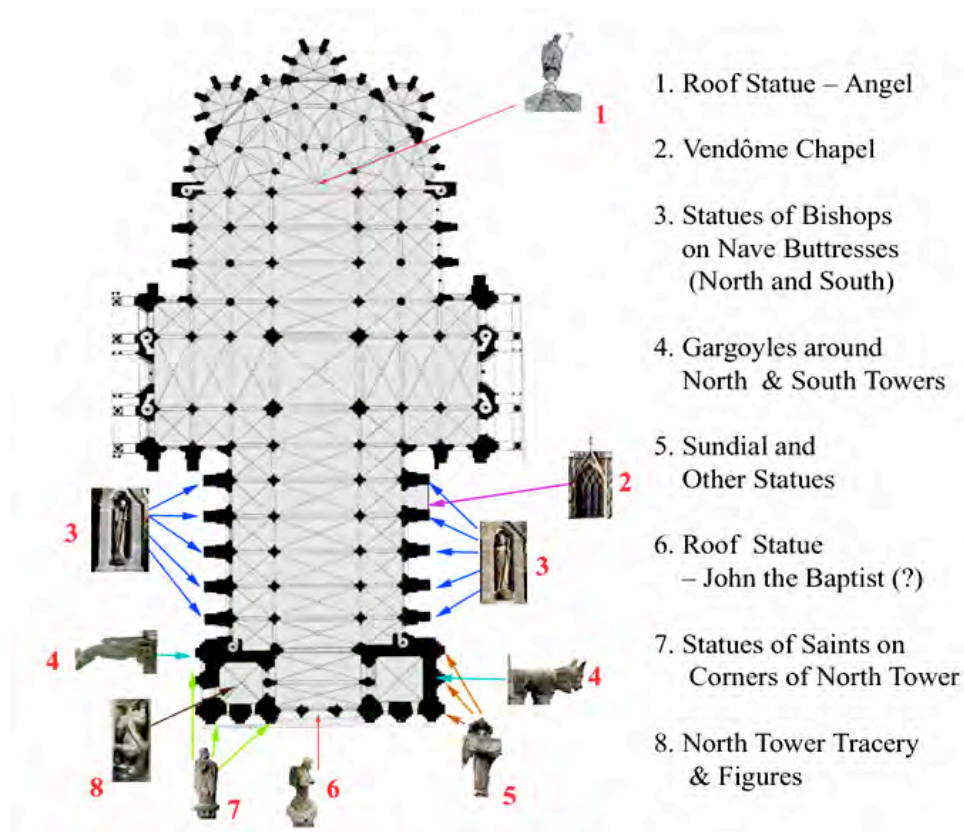 1. Roof Statue – Angel
2. Vendôme Chapel
3. Statues of Bishops
on Nave Buttresses
(North and South)
4. Gargoyles around
North & South Towers
5. Sundial and
Other Statues
6. Roof Statue
– John the Baptist (?)
7. Statues of Saints on
Corners of North Tower
8. North Tower Tracery
& Figures
1
2
3
3
4
4
8
7
6
5